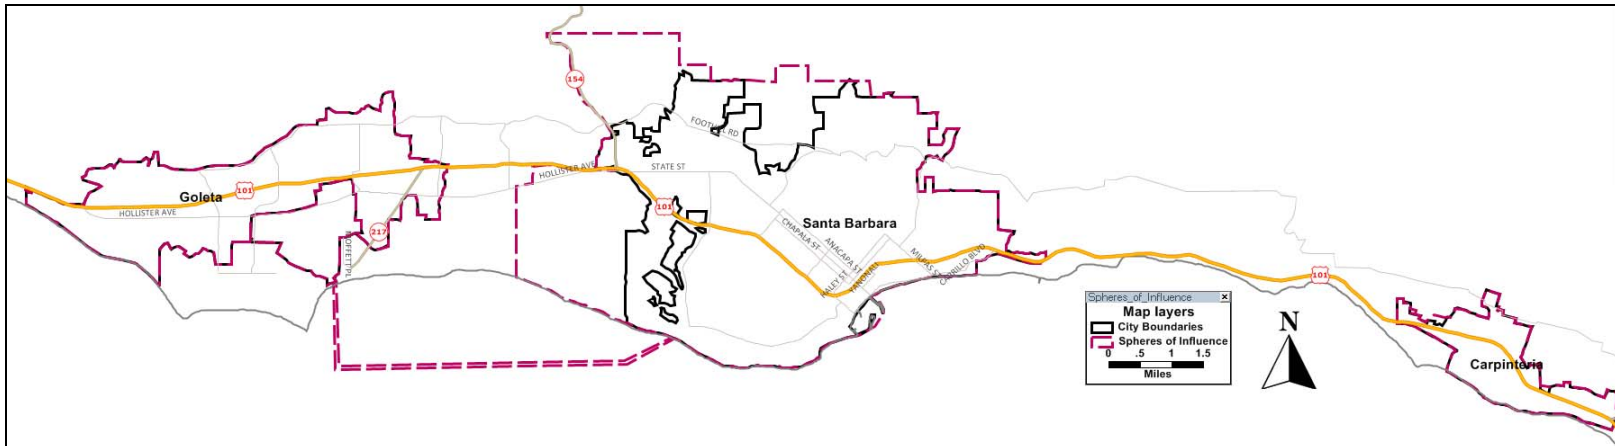 154
FOOTHILL RD
HOLLISTER AVE
STATE ST
Goleta
101
HOLLISTER AVE
217
MOFFETT PL
101
Santa Barbara
CHAPALA ST
ANACAPA ST
MILPAS ST
CABRILLO BLVD
HALEY ST
YANONALI
101
Spheres_of_Influence
Map layers
City Boundaries
Spheres of Influence
0 .5 1 1.5
Miles
N
Carpinteria